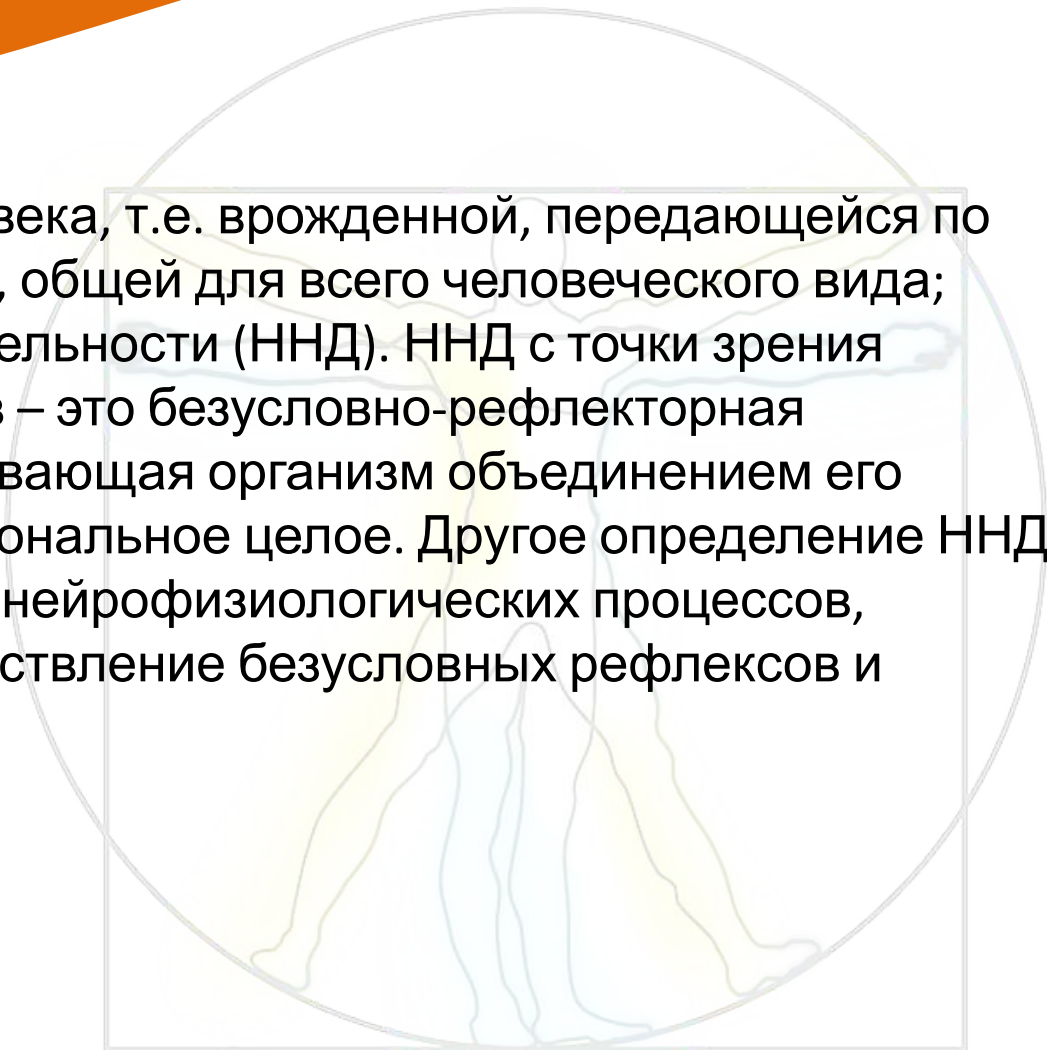 века, т.е. врожденной, передающейся по
, общей для всего человеческого вида;
ельности (ННД). ННД с точки зрения
в – это безусловно-рефлекторная
вающая организм объединением его
ональное целое. Другое определение ННД
нейрофизиологических процессов,
ствление безусловных рефлексов и